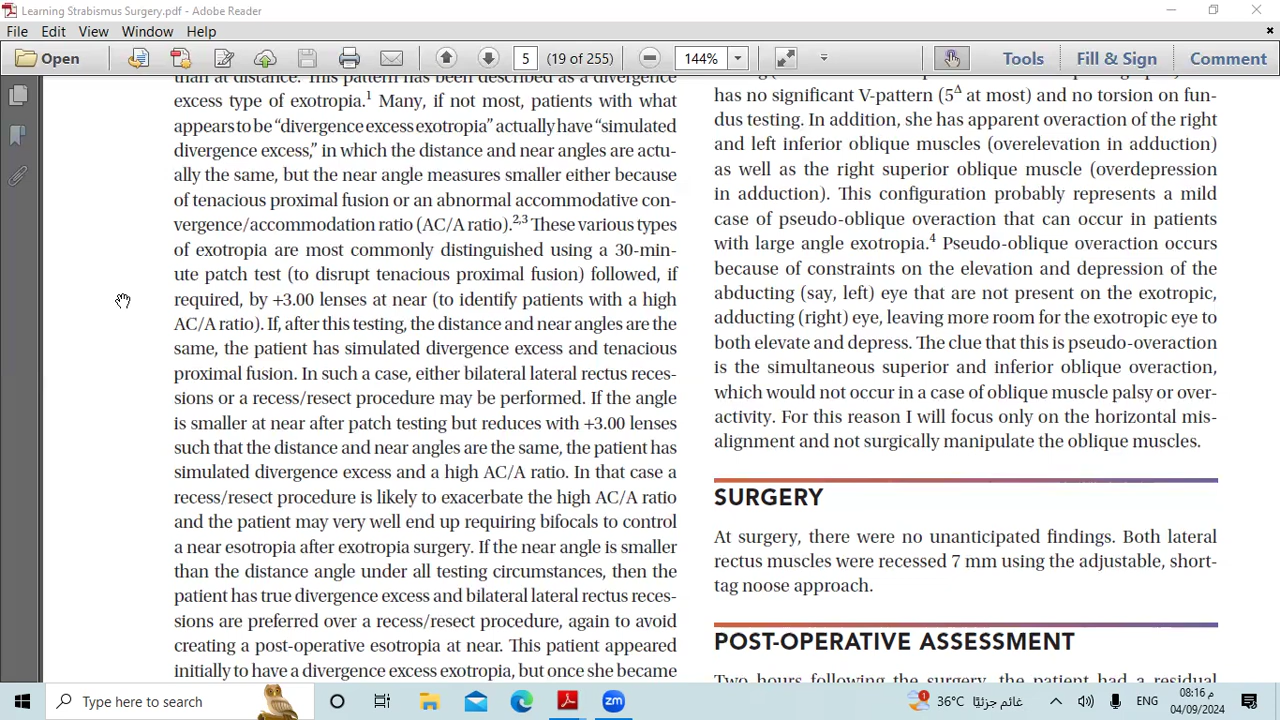 Learning Strabismus Surgery.pdf - Adobe Reader
File Edit View Window Help
Open 5 (19 of 255) 144% Tools Fill & Sign Comment
than at distance. This pattern has been described as a divergence
excess type of exotropia.1 Many, if not most, patients with what
appears to be “divergence excess exotropia” actually have “simulated
divergence excess,” in which the distance and near angles are actu-
ally the same, but the near angle measures smaller either because
of tenacious proximal fusion or an abnormal accommodative con-
vergence/accommodation ratio (AC/A ratio).2,3 These various types
of exotropia are most commonly distinguished using a 30-min-
ute patch test (to disrupt tenacious proximal fusion) followed, if
required, by +3.00 lenses at near (to identify patients with a high
AC/A ratio). If, after this testing, the distance and near angles are the
same, the patient has simulated divergence excess and tenacious
proximal fusion. In such a case, either bilateral lateral rectus reces-
sions or a recess/resect procedure may be performed. If the angle
is smaller at near after patch testing but reduces with +3.00 lenses
such that the distance and near angles are the same, the patient has
simulated divergence excess and a high AC/A ratio. In that case a
recess/resect procedure is likely to exacerbate the high AC/A ratio
and the patient may very well end up requiring bifocals to control
a near esotropia after exotropia surgery. If the near angle is smaller
than the distance angle under all testing circumstances, then the
patient has true divergence excess and bilateral lateral rectus reces-
sions are preferred over a recess/resect procedure, again to avoid
creating a post-operative esotropia at near. This patient appeared
initially to have a divergence excess exotropia, but once she became
has no significant V-pattern (5Δ at most) and no torsion on fun-
dus testing. In addition, she has apparent overaction of the right
and left inferior oblique muscles (overelevation in adduction)
as well as the right superior oblique muscle (overdepression
in adduction). This configuration probably represents a mild
case of pseudo-oblique overaction that can occur in patients
with large angle exotropia.4 Pseudo-oblique overaction occurs
because of constraints on the elevation and depression of the
abducting (say, left) eye that are not present on the exotropic,
adducting (right) eye, leaving more room for the exotropic eye to
both elevate and depress. The clue that this is pseudo-overaction
is the simultaneous superior and inferior oblique overaction,
which would not occur in a case of oblique muscle palsy or over-
activity. For this reason I will focus only on the horizontal mis-
alignment and not surgically manipulate the oblique muscles.
SURGERY
At surgery, there were no unanticipated findings. Both lateral
rectus muscles were recessed 7 mm using the adjustable, short-
tag noose approach.
POST-OPERATIVE ASSESSMENT
Two hours following the surgery, the patient had a residual
Type here to search zm 1 36°C غائم جزئيًا ENG 08:16 م
04/09/2024